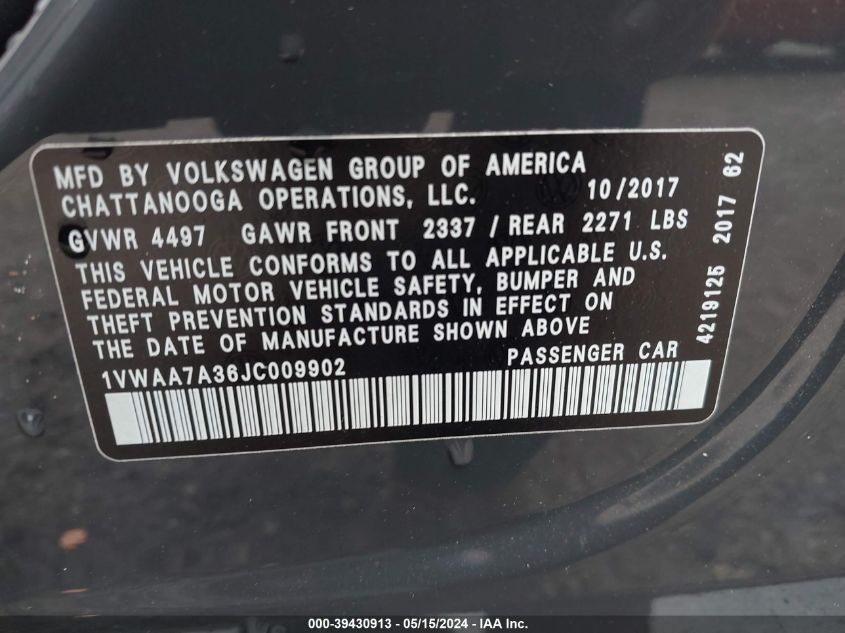 MFD BY VOLKSWAGEN GROUP OF AMERICA
CHATTANOOGA OPERATIONS, LLC. 10/2017
GVWR 4497 GAWR FRONT 2337 / REAR 2271 LBS
THIS VEHICLE CONFORMS TO ALL APPLICABLE U.S.
FEDERAL MOTOR VEHICLE SAFETY, BUMPER AND
THEFT PREVENTION STANDARDS IN EFFECT ON
THE DATE OF MANUFACTURE SHOWN ABOVE
1VWAA7A36JC009902 PASSENGER CAR
4219125 2017 62
000-39430913 - 05/15/2024 - IAA Inc.